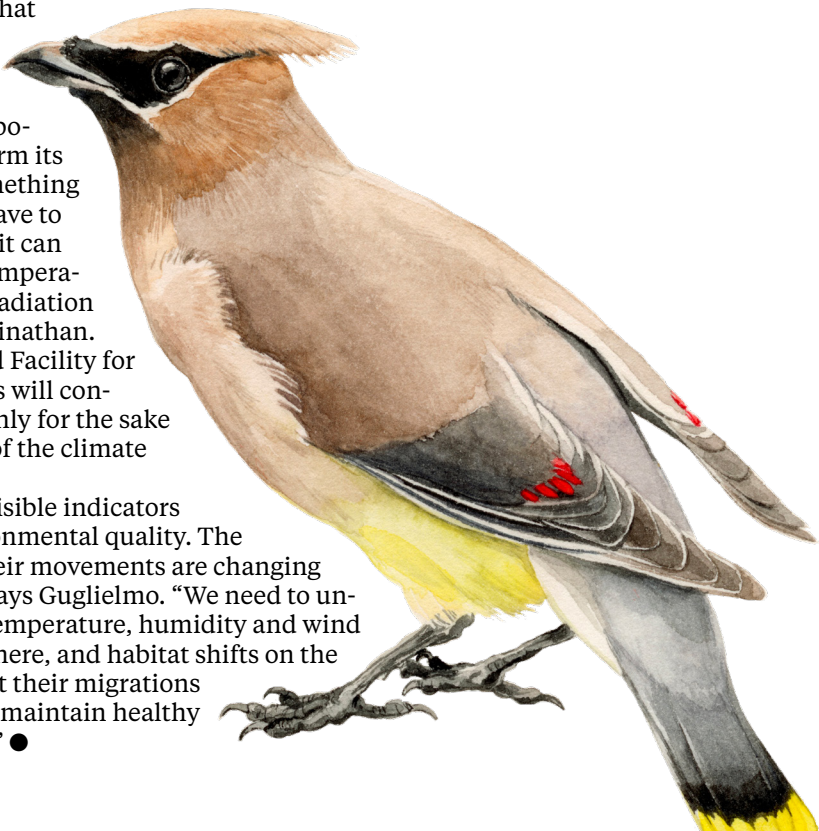 hat
po-
rm its
nething
ave to
it can
mpera-
adiation
inathan.
d Facility for
s will con-
nly for the sake
of the climate
isible indicators
onmental quality. The
eir movements are changing
ays Guglielmo. “We need to un-
emperature, humidity and wind
here, and habitat shifts on the
t their migrations
maintain healthy
” ●